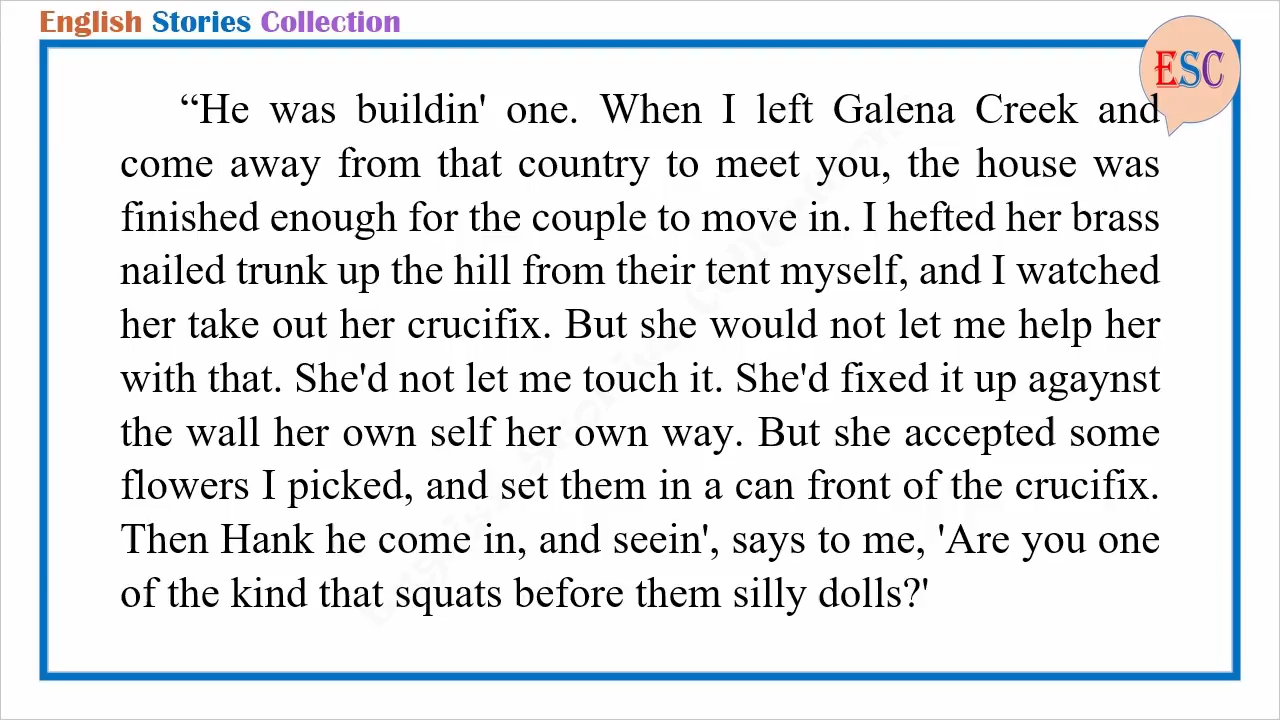 English Stories Collection
ESC
“He was buildin' one. When I left Galena Creek and
come away from that country to meet you, the house was
finished enough for the couple to move in. I hefted her brass
nailed trunk up the hill from their tent myself, and I watched
her take out her crucifix. But she would not let me help her
with that. She'd not let me touch it. She'd fixed it up agaynst
the wall her own self her own way. But she accepted some
flowers I picked, and set them in a can front of the crucifix.
Then Hank he come in, and seein', says to me, 'Are you one
of the kind that squats before them silly dolls?'